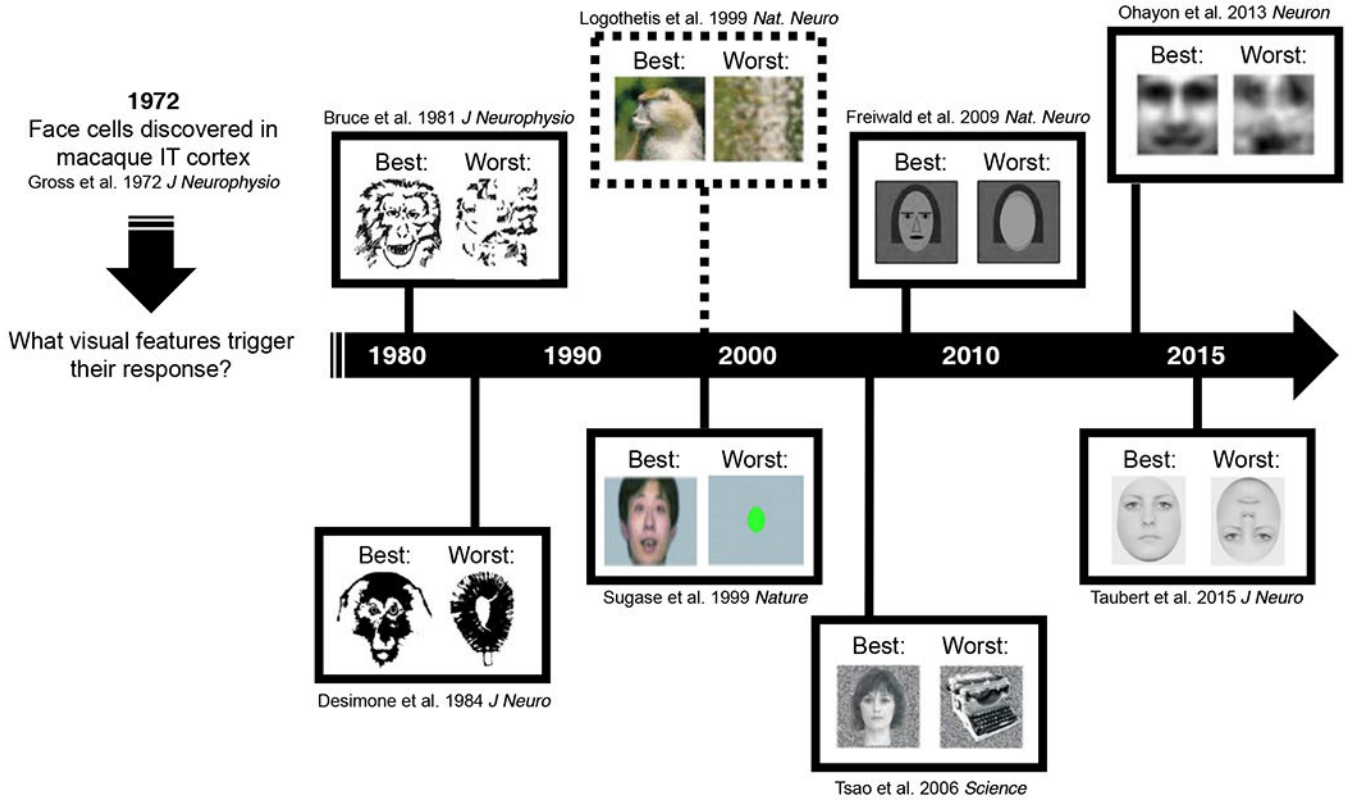 1972
Face cells discovered in
macaque IT cortex
Gross et al. 1972 J Neurophysio
What visual features trigger
their response?
Bruce et al. 1981 J Neurophysio
Best: Worst:
Logothetis et al. 1999 Nat. Neuro
Best: Worst:
Freiwald et al. 2009 Nat. Neuro
Best: Worst:
Ohayon et al. 2013 Neuron
Best: Worst:
1980 1990 2000 2010 2015
Best: Worst:
Desimone et al. 1984 J Neuro
Best: Worst:
Sugase et al. 1999 Nature
Best: Worst:
Tsao et al. 2006 Science
Best: Worst:
Taubert et al. 2015 J Neuro